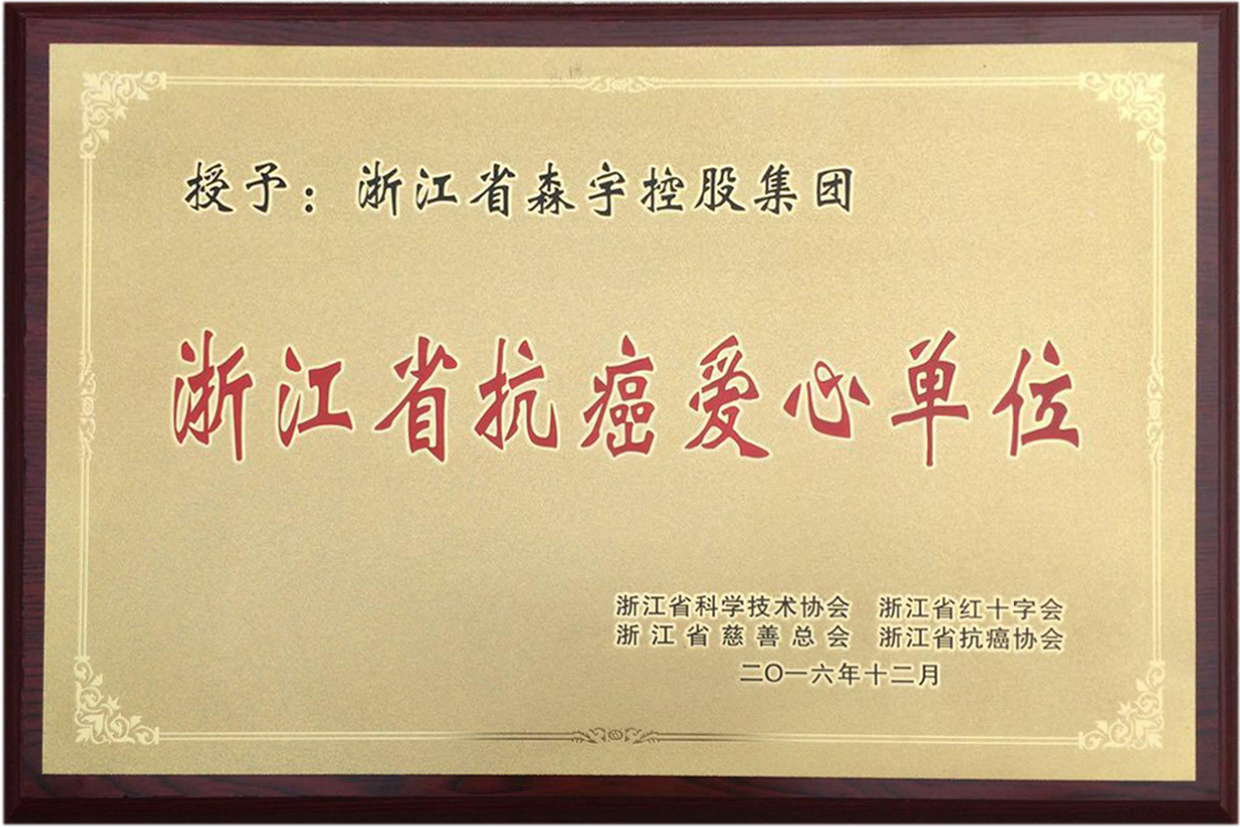 授予：浙江省森宇控股集团
浙江省抗癌爱心单位
浙江省科学技术协会 浙江省红十字会
浙江省慈善总会 浙江省抗癌协会
二〇一六年十二月